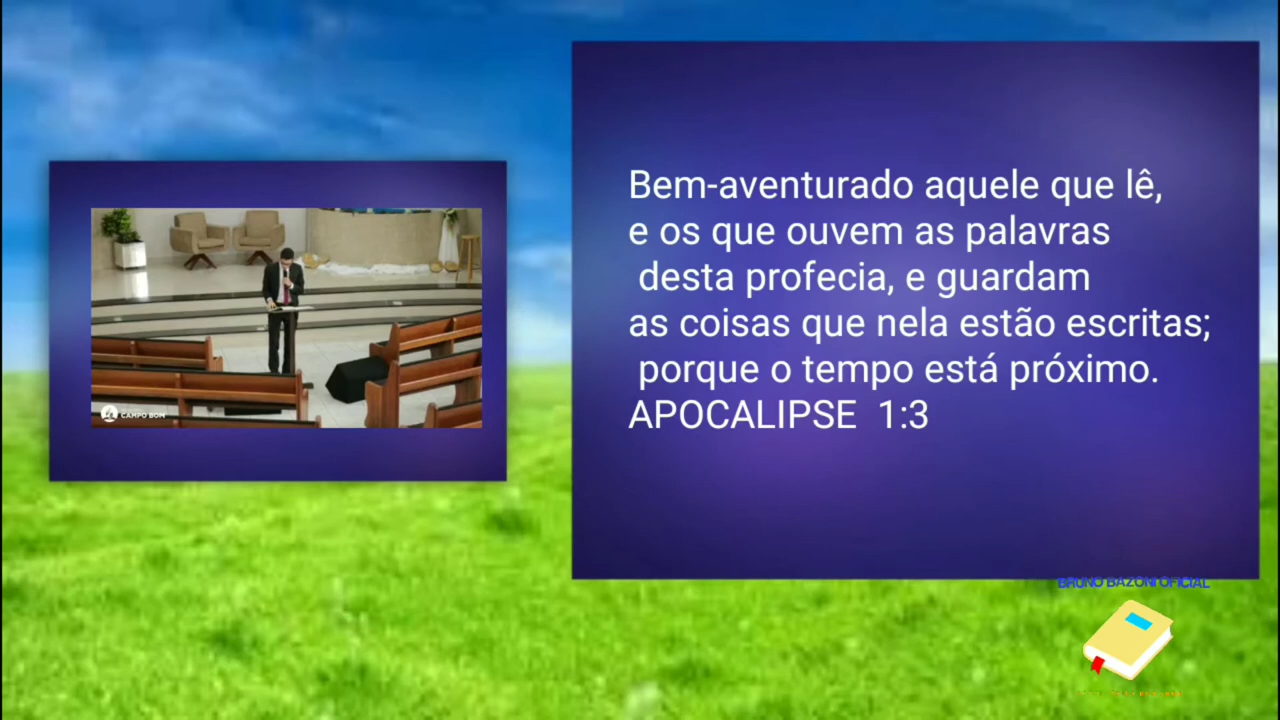 Bem-aventurado aquele que lê,
e os que ouvem as palavras
desta profecia, e guardam
as coisas que nela estão escritas;
porque o tempo está próximo.
APOCALIPSE 1:3
CAMPO BOM
BRUNO BAZONI OFICIAL